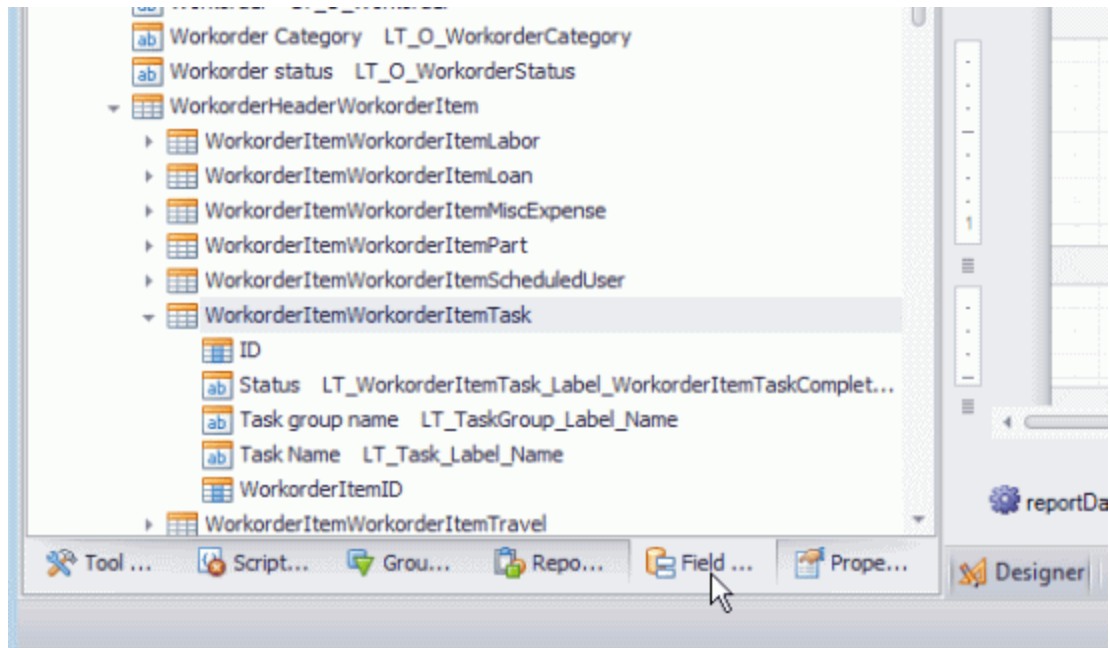 Workorder Category LT_O_WorkorderCategory
Workorder status LT_O_WorkorderStatus
WorkorderHeaderWorkorderItem
WorkorderItemWorkorderItemLabor
WorkorderItemWorkorderItemLoan
WorkorderItemWorkorderItemMiscExpense
WorkorderItemWorkorderItemPart
WorkorderItemWorkorderItemScheduledUser
WorkorderItemWorkorderItemTask
ID
Status LT_WorkorderItemTask_Label_WorkorderItemTaskComplet...
Task group name LT_TaskGroup_Label_Name
Task Name LT_Task_Label_Name
WorkorderItemID
WorkorderItemWorkorderItemTravel
Tool ... Script... Grou... Repo... Field ... Prope...
1
reportDa
Designer